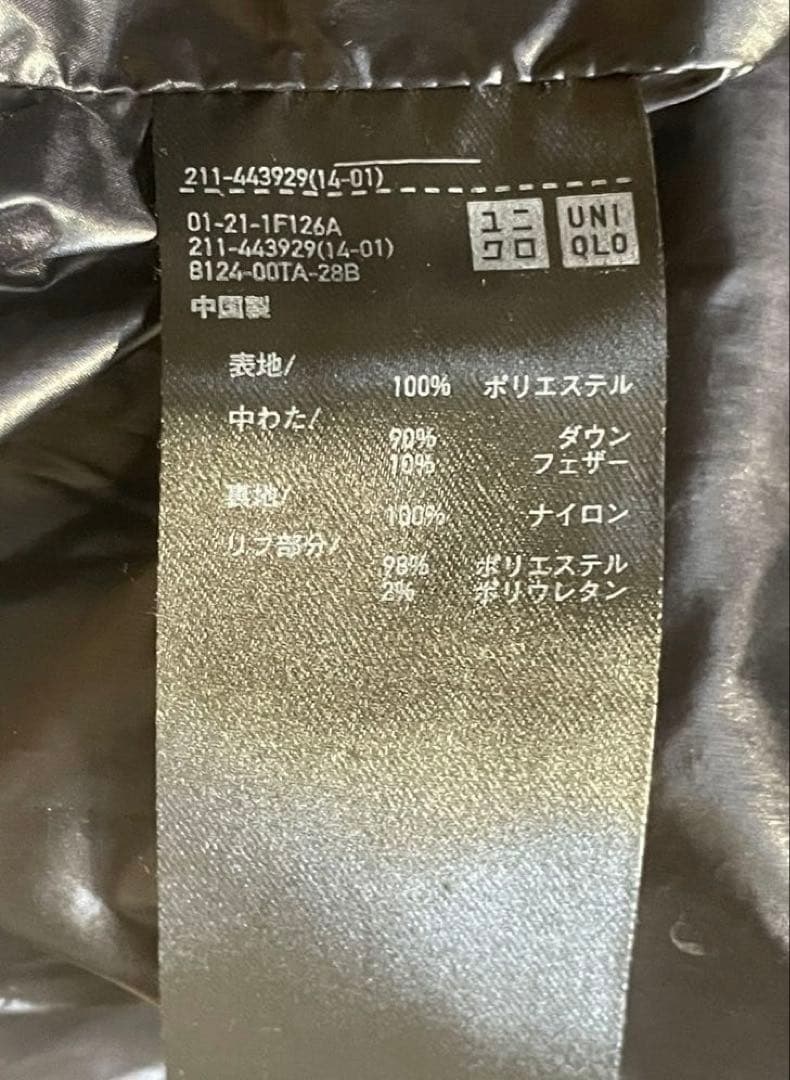 211-443929(14-01)
ユニ
クロ
UNI
QLO
01-21-1F126A
211-443929(14-01)
8124-00TA-28B
中国製
表地/
100% ポリエステル
中わた/
90% ダウン
10% フェザー
裏地/
100% ナイロン
リブ部分/
98% ポリエステル
2% ポリウレタン